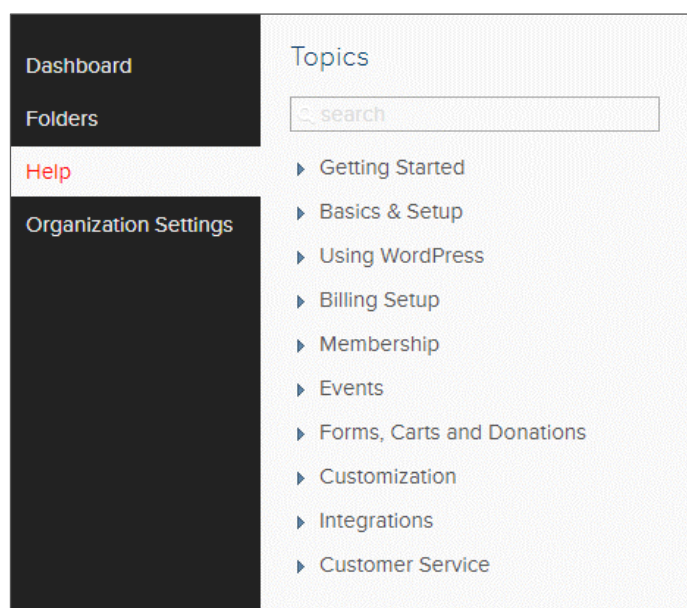 Dashboard
Folders
Help
Organization Settings
Topics
search
Getting Started
Basics & Setup
Using WordPress
Billing Setup
Membership
Events
Forms, Carts and Donations
Customization
Integrations
Customer Service